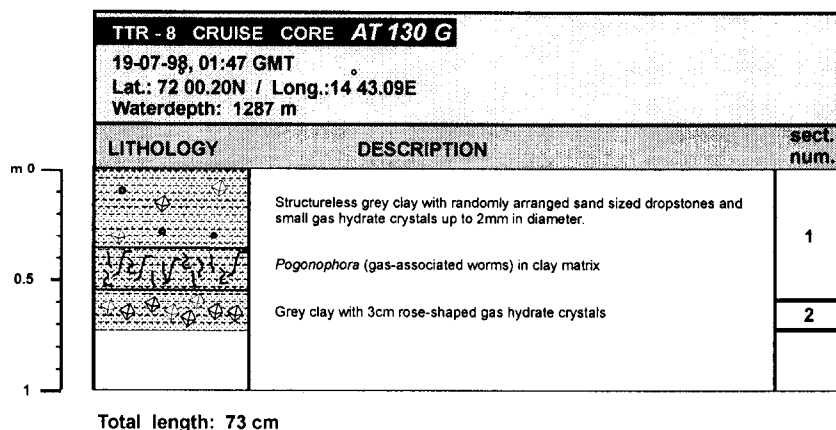 TTR - 8 CRUISE CORE AT 130 G
19-07-98, 01:47 GMT
Lat.: 72°00.20N / Long.:14°43.09E
Waterdepth: 1287 m
LITHOLOGY DESCRIPTION sect. num.
m 0
Structureless grey clay with randomly arranged sand sized dropstones and
small gas hydrate crystals up to 2mm in diameter.
1
Pogonophora (gas-associated worms) in clay matrix
0.5
Grey clay with 3cm rose-shaped gas hydrate crystals
2
1
Total length: 73 cm